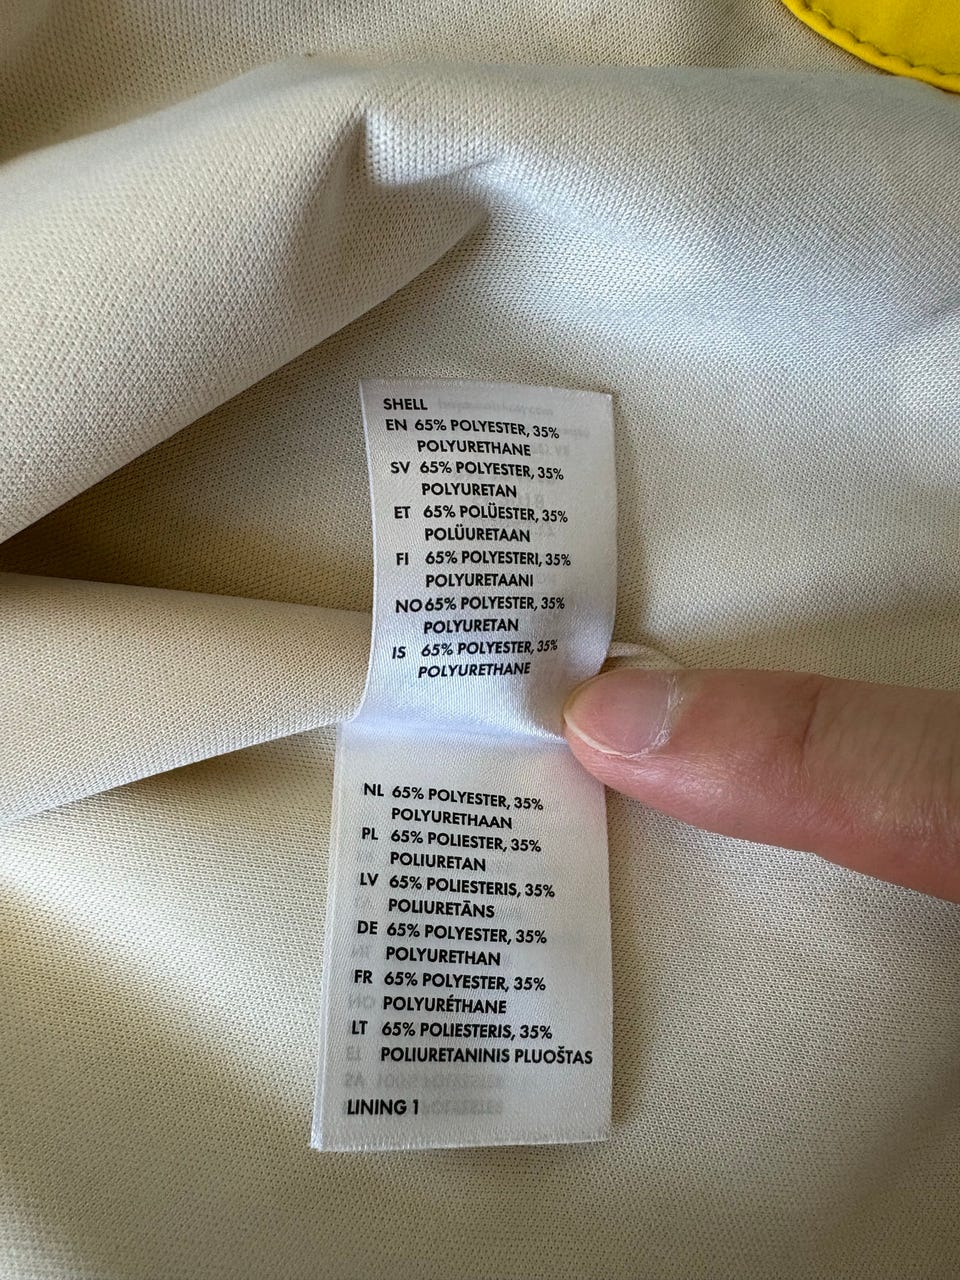 SHELL
EN 65% POLYESTER, 35%
POLYURETHANE
SV 65% POLYESTER, 35%
POLYURETAN
ET 65% POLÜESTER, 35%
POLÜURETAAN
FI 65% POLYESTERI, 35%
POLYURETAANI
NO 65% POLYESTER, 35%
POLYURETAN
IS 65% POLYESTER, 35%
POLYURETHANE
NL 65% POLYESTER, 35%
POLYURETHAAN
PL 65% POLIESTER, 35%
POLIURETAN
LV 65% POLIESTERIS, 35%
POLIURETĀNS
DE 65% POLYESTER, 35%
POLYURETHAN
FR 65% POLYESTER, 35%
POLYURÉTHANE
LT 65% POLIESTERIS, 35%
POLIURETANINIS PLUOŠTAS
LINING 1